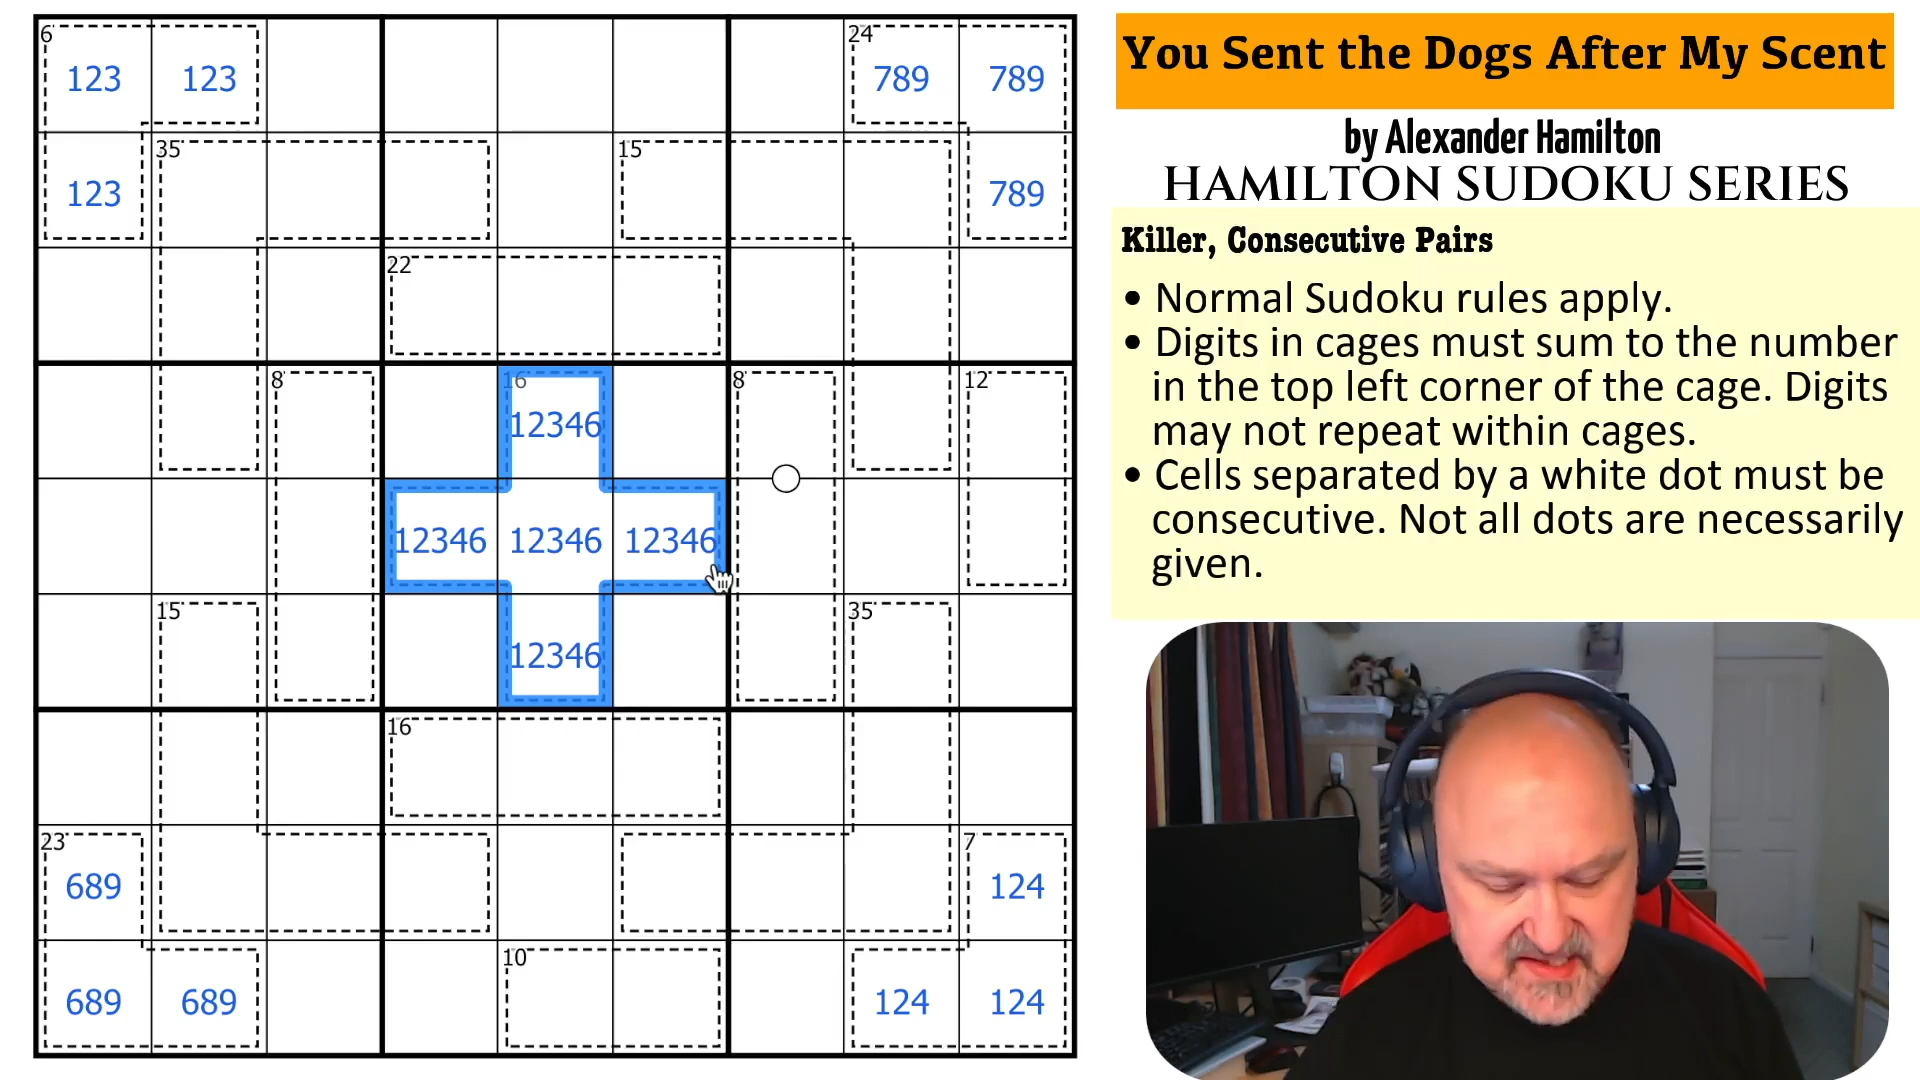 You Sent the Dogs After My Scent
by Alexander Hamilton
HAMILTON SUDOKU SERIES
Killer, Consecutive Pairs
• Normal Sudoku rules apply.
• Digits in cages must sum to the number
in the top left corner of the cage. Digits
may not repeat within cages.
• Cells separated by a white dot must be
consecutive. Not all dots are necessarily
given.
6 24
123 123 789 789
35 15
123 789
22
8 16 8 12
12346
12346 12346 12346
15 35
12346
16
23 7
689 124
10
689 689 124 124